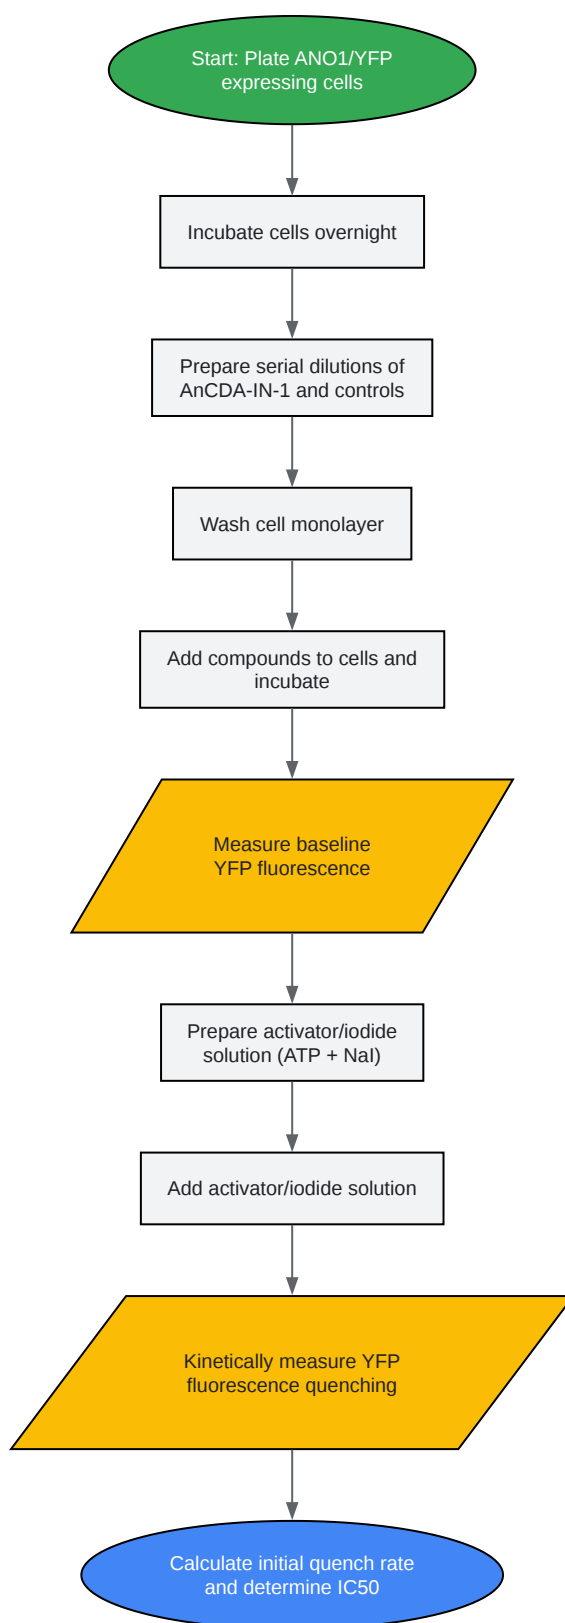 Start: Plate ANO1/YFP
expressing cells
Incubate cells overnight
Prepare serial dilutions of
AnCDA-IN-1 and controls
Wash cell monolayer
Add compounds to cells and
incubate
Measure baseline
YFP fluorescence
Prepare activator/iodide
solution (ATP + NaI)
Add activator/iodide solution
Kinetically measure YFP
fluorescence quenching
Calculate initial quench rate
and determine IC50